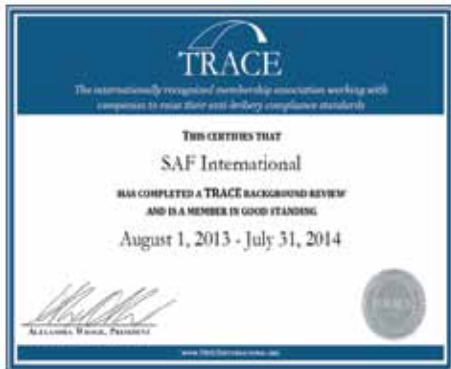 TRACE
The internationally recognized membership association working with
companies to raise their anti-bribery compliance standards
THIS CERTIFIES THAT
SAF International
HAS COMPLETED A TRACE BACKGROUND REVIEW
AND IS A MEMBER IN GOOD STANDING
August 1, 2013 - July 31, 2014
PRESIDENT